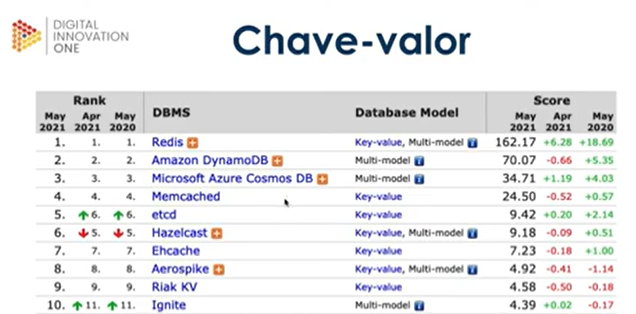 DIGITAL
INNOVATION
ONE
Chave-valor
Rank
DBMS
Database Model
Score
May 2021 Apr 2021 May 2020
May 2021 Apr 2021 May 2020
1. 1. 1. Redis Key-value, Multi-model 162.17 +6.28 +18.69
2. 2. 2. Amazon DynamoDB Multi-model 70.07 -0.66 +5.35
3. 3. 3. Microsoft Azure Cosmos DB Multi-model 34.71 +1.19 +4.03
4. 4. 4. Memcached Key-value 24.50 -0.52 +0.57
5. 6. 6. etcd Key-value 9.42 +0.20 +2.14
6. 5. 5. Hazelcast Key-value, Multi-model 9.18 -0.09 +0.51
7. 7. 7. Ehcache Key-value 7.23 -0.18 +1.00
8. 8. 8. Aerospike Key-value, Multi-model 4.92 -0.41 -1.14
9. 9. 9. Riak KV Key-value 4.58 -0.50 -0.18
10. 11. 11. Ignite Multi-model 4.39 +0.02 -0.17